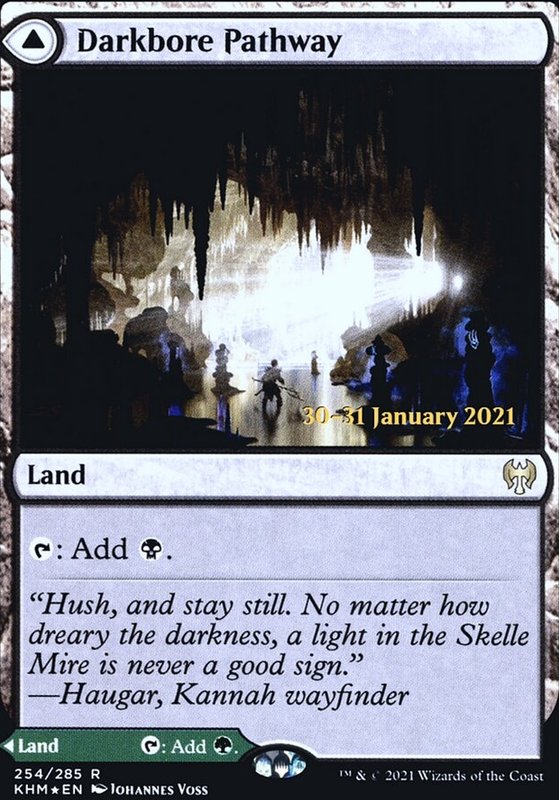 Darkbore Pathway
30–31 January 2021
Land
: Add .
“Hush, and stay still. No matter how
dreary the darkness, a light in the Skelle
Mire is never a good sign.”
—Haugar, Kannah wayfinder
Land : Add .
254/285 R
KHM★EN Johannes Voss
™ & © 2021 Wizards of the Coast